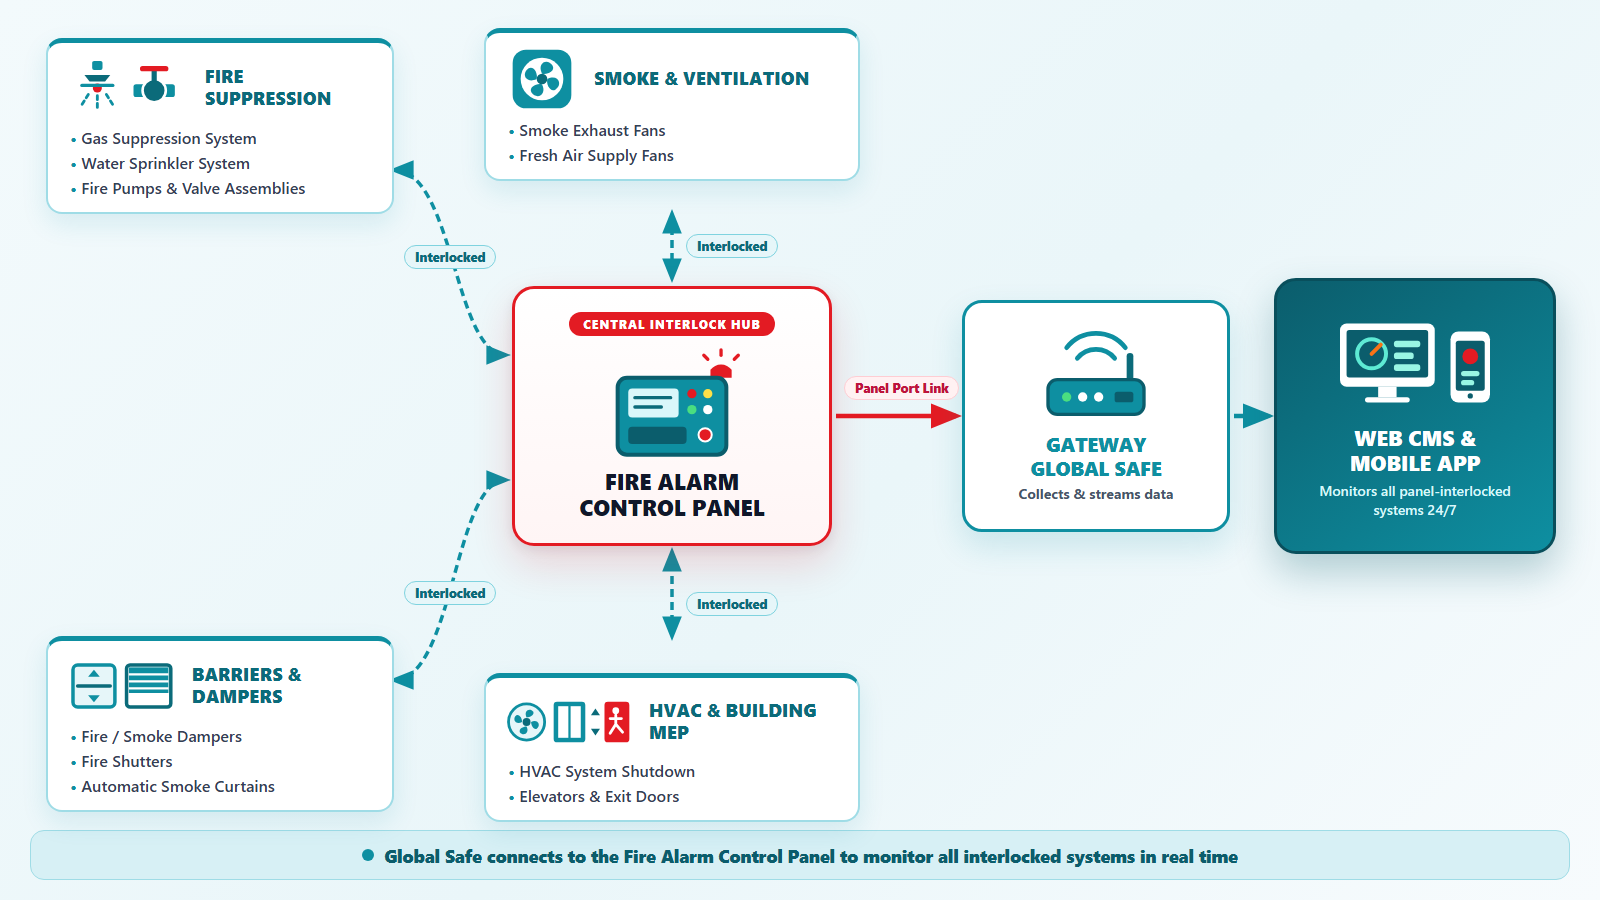 FIRE
SUPPRESSION
• Gas Suppression System
• Water Sprinkler System
• Fire Pumps & Valve Assemblies
SMOKE & VENTILATION
• Smoke Exhaust Fans
• Fresh Air Supply Fans
Interlocked
Interlocked
CENTRAL INTERLOCK HUB
FIRE ALARM
CONTROL PANEL
Panel Port Link
GATEWAY
GLOBAL SAFE
Collects & streams data
WEB CMS &
MOBILE APP
Monitors all panel-interlocked
systems 24/7
Interlocked
Interlocked
BARRIERS &
DAMPERS
• Fire / Smoke Dampers
• Fire Shutters
• Automatic Smoke Curtains
HVAC & BUILDING
MEP
• HVAC System Shutdown
• Elevators & Exit Doors
Global Safe connects to the Fire Alarm Control Panel to monitor all interlocked systems in real time